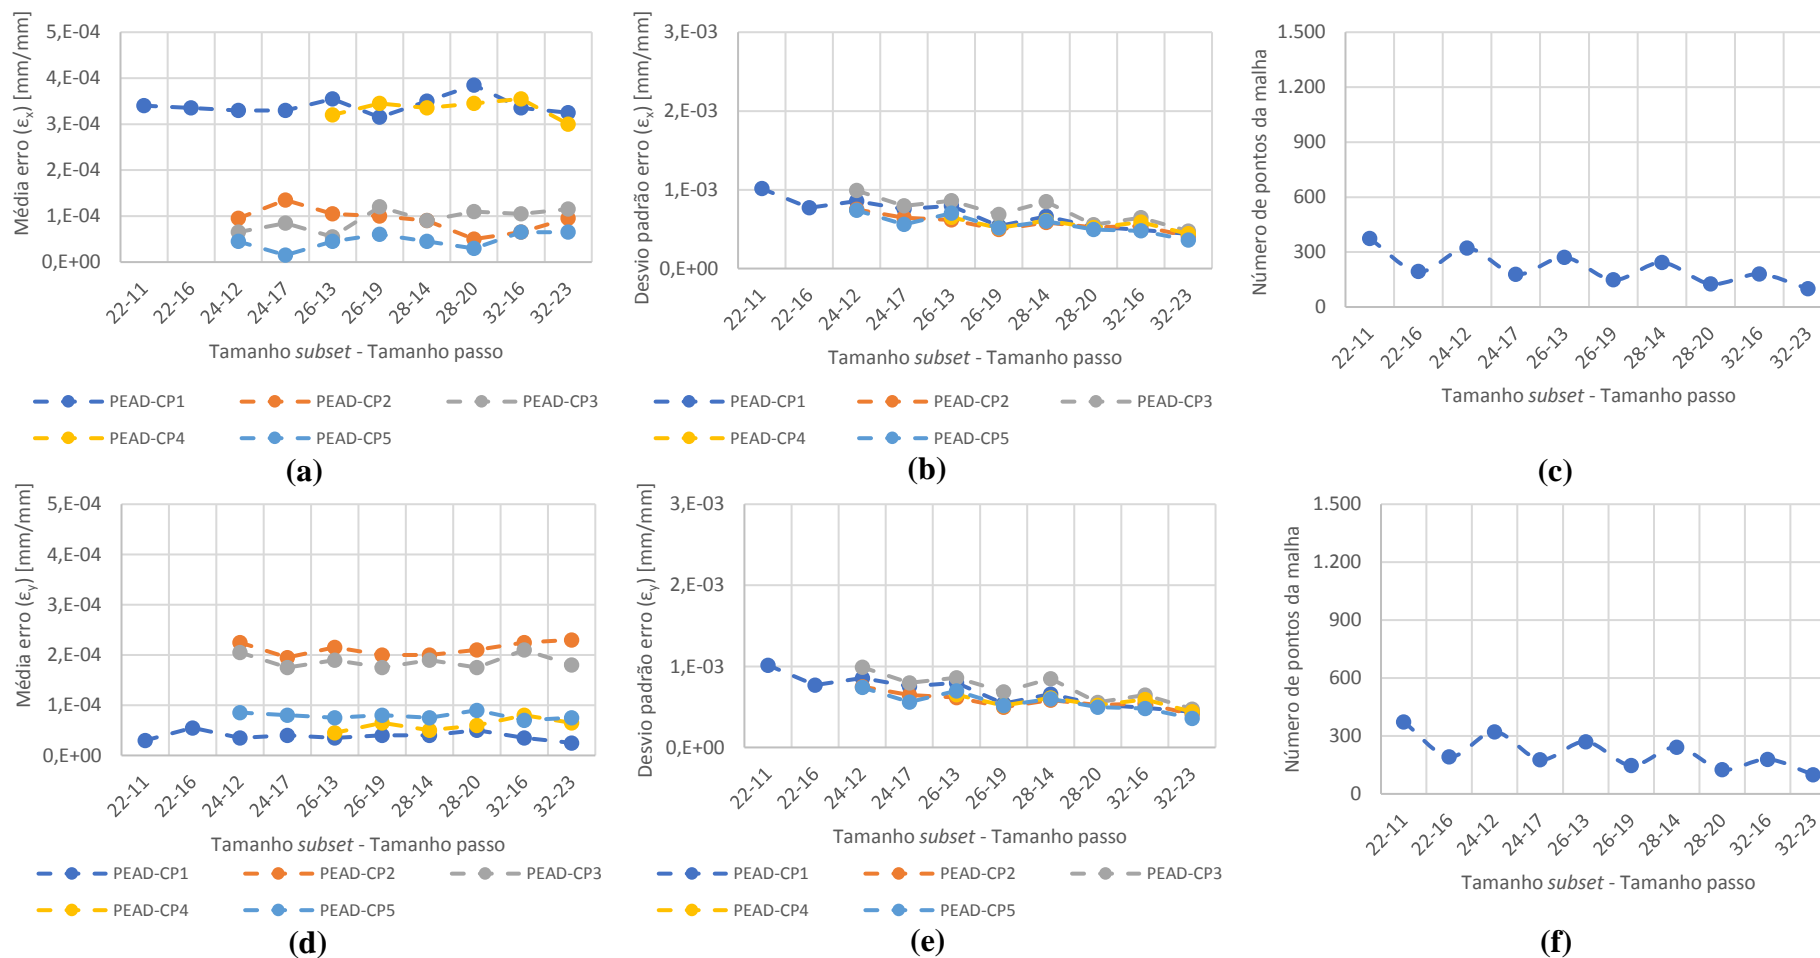 Média erro (εx) [mm/mm]
5,E-04
4,E-04
3,E-04
2,E-04
1,E-04
0,E+00
22-11
22-16
24-12
24-17
26-13
26-19
28-14
28-20
32-16
32-23
Tamanho subset - Tamanho passo
PEAD-CP1 PEAD-CP2 PEAD-CP3
PEAD-CP4 PEAD-CP5
(a)
Desvio padrão erro (εx) [mm/mm]
3,E-03
2,E-03
1,E-03
0,E+00
22-11
22-16
24-12
24-17
26-13
26-19
28-14
28-20
32-16
32-23
Tamanho subset - Tamanho passo
PEAD-CP1 PEAD-CP2 PEAD-CP3
PEAD-CP4 PEAD-CP5
(b)
Número de pontos da malha
1.500
1.200
900
600
300
0
22-11
22-16
24-12
24-17
26-13
26-19
28-14
28-20
32-16
32-23
Tamanho subset - Tamanho passo
(c)
Média erro (εy) [mm/mm]
5,E-04
4,E-04
3,E-04
2,E-04
1,E-04
0,E+00
22-11
22-16
24-12
24-17
26-13
26-19
28-14
28-20
32-16
32-23
Tamanho subset - Tamanho passo
PEAD-CP1 PEAD-CP2 PEAD-CP3
PEAD-CP4 PEAD-CP5
(d)
Desvio padrão erro (εy) [mm/mm]
3,E-03
2,E-03
1,E-03
0,E+00
22-11
22-16
24-12
24-17
26-13
26-19
28-14
28-20
32-16
32-23
Tamanho subset - Tamanho passo
PEAD-CP1 PEAD-CP2 PEAD-CP3
PEAD-CP4 PEAD-CP5
(e)
Número de pontos da malha
1.500
1.200
900
600
300
0
22-11
22-16
24-12
24-17
26-13
26-19
28-14
28-20
32-16
32-23
Tamanho subset - Tamanho passo
(f)